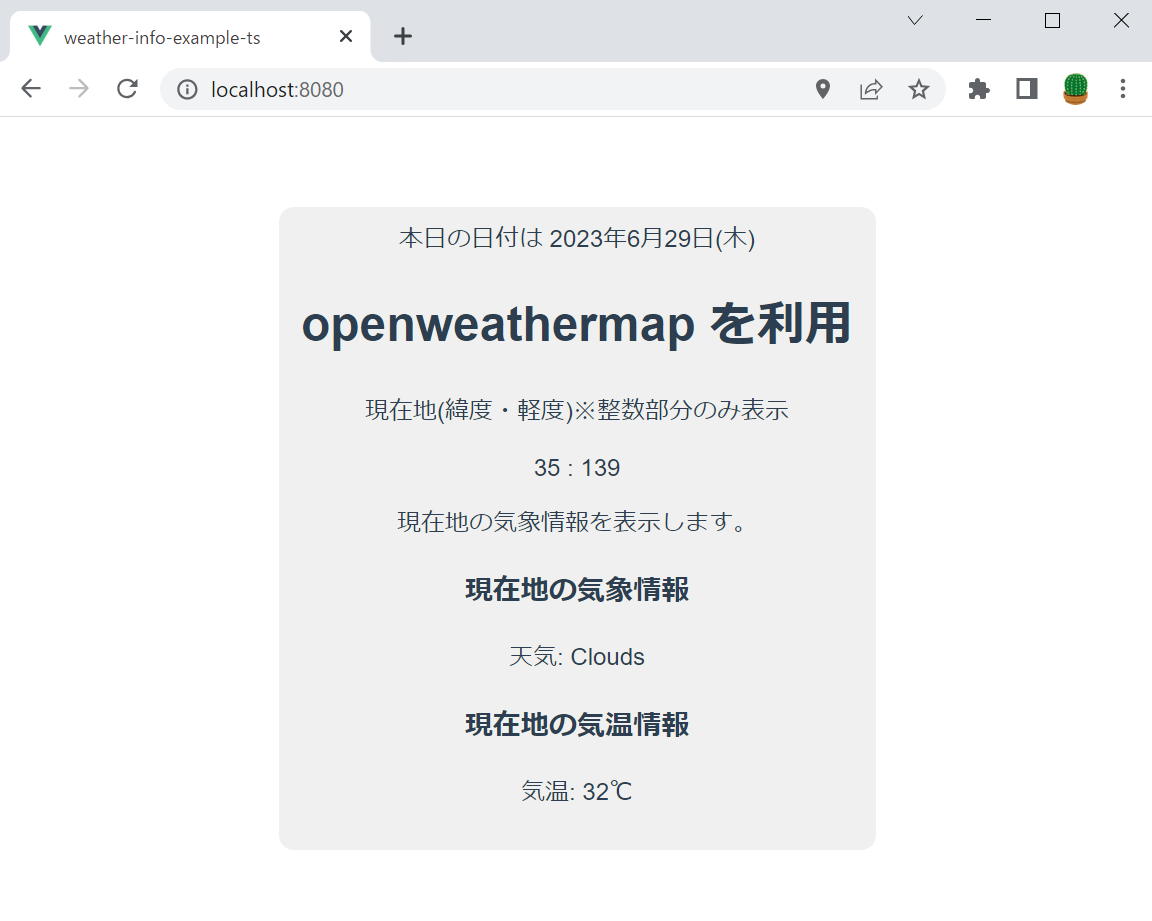 weather-info-example-ts
localhost:8080
本日の日付は 2023年6月29日(木)
openweathermap を利用
現在地(緯度・軽度)※整数部分のみ表示
35 : 139
現在地の気象情報を表示します。
現在地の気象情報
天気: Clouds
現在地の気温情報
気温: 32℃